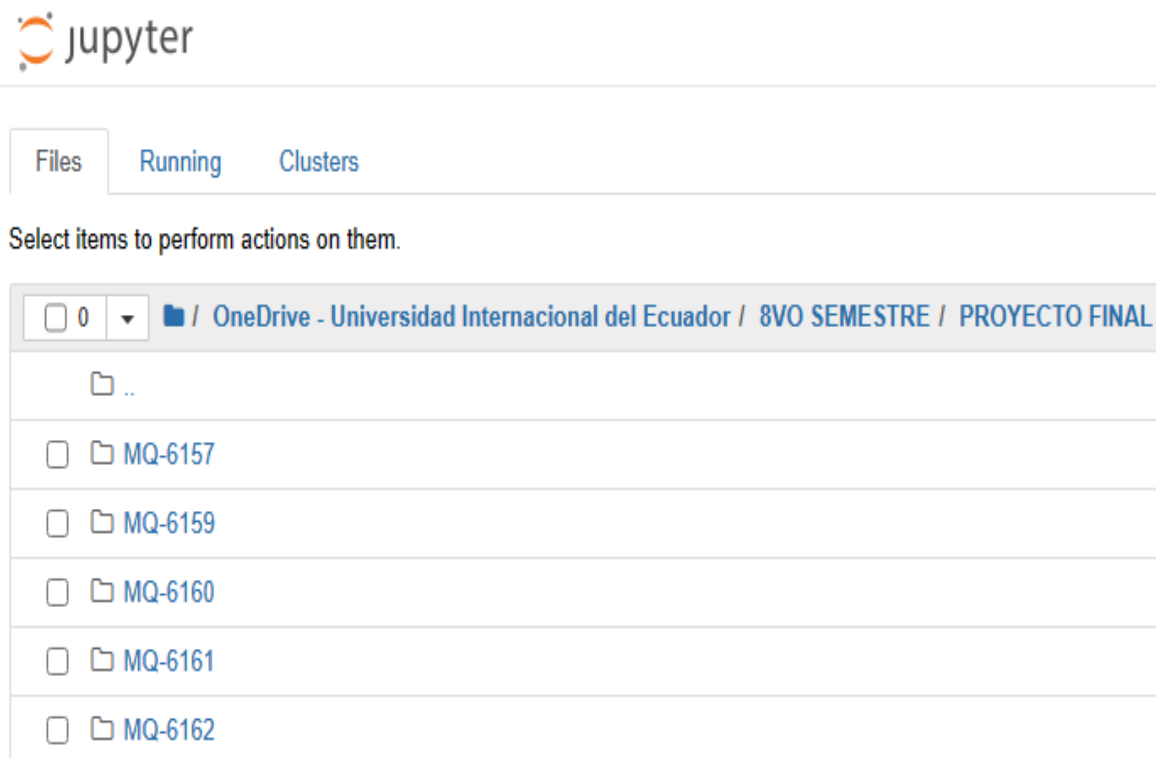 jupyter
Files Running Clusters
Select items to perform actions on them.
0 / OneDrive - Universidad Internacional del Ecuador / 8VO SEMESTRE / PROYECTO FINAL
..
MQ-6157
MQ-6159
MQ-6160
MQ-6161
MQ-6162